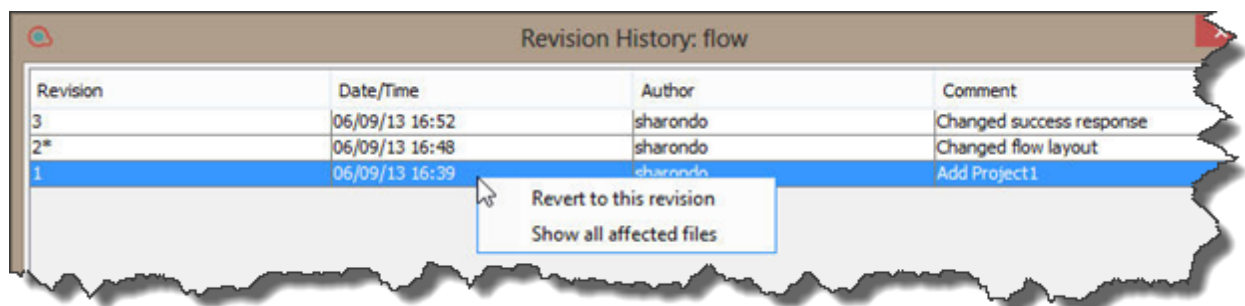 Revision History: flow
Revision Date/Time Author Comment
3 06/09/13 16:52 sharondo Changed success response
2* 06/09/13 16:48 sharondo Changed flow layout
1 06/09/13 16:39 sharondo Add Project1
Revert to this revision
Show all affected files